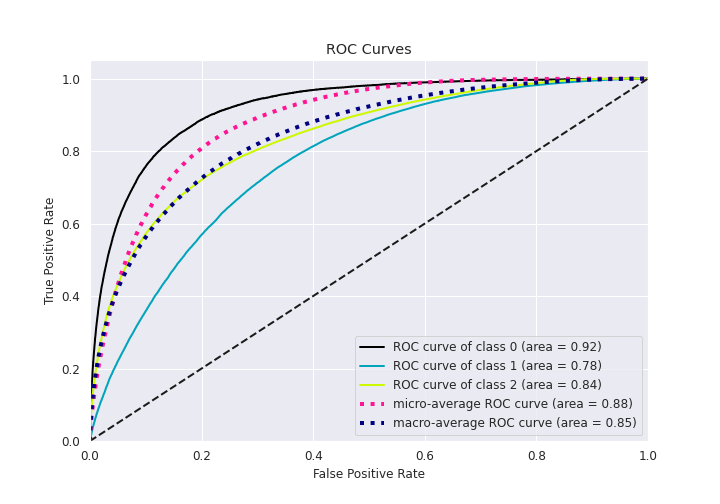 ROC Curves
True Positive Rate
1.0
0.8
0.6
0.4
0.2
0.0
ROC curve of class 0 (area = 0.92)
ROC curve of class 1 (area = 0.78)
ROC curve of class 2 (area = 0.84)
micro-average ROC curve (area = 0.88)
macro-average ROC curve (area = 0.85)
0.0 0.2 0.4 0.6 0.8 1.0
False Positive Rate